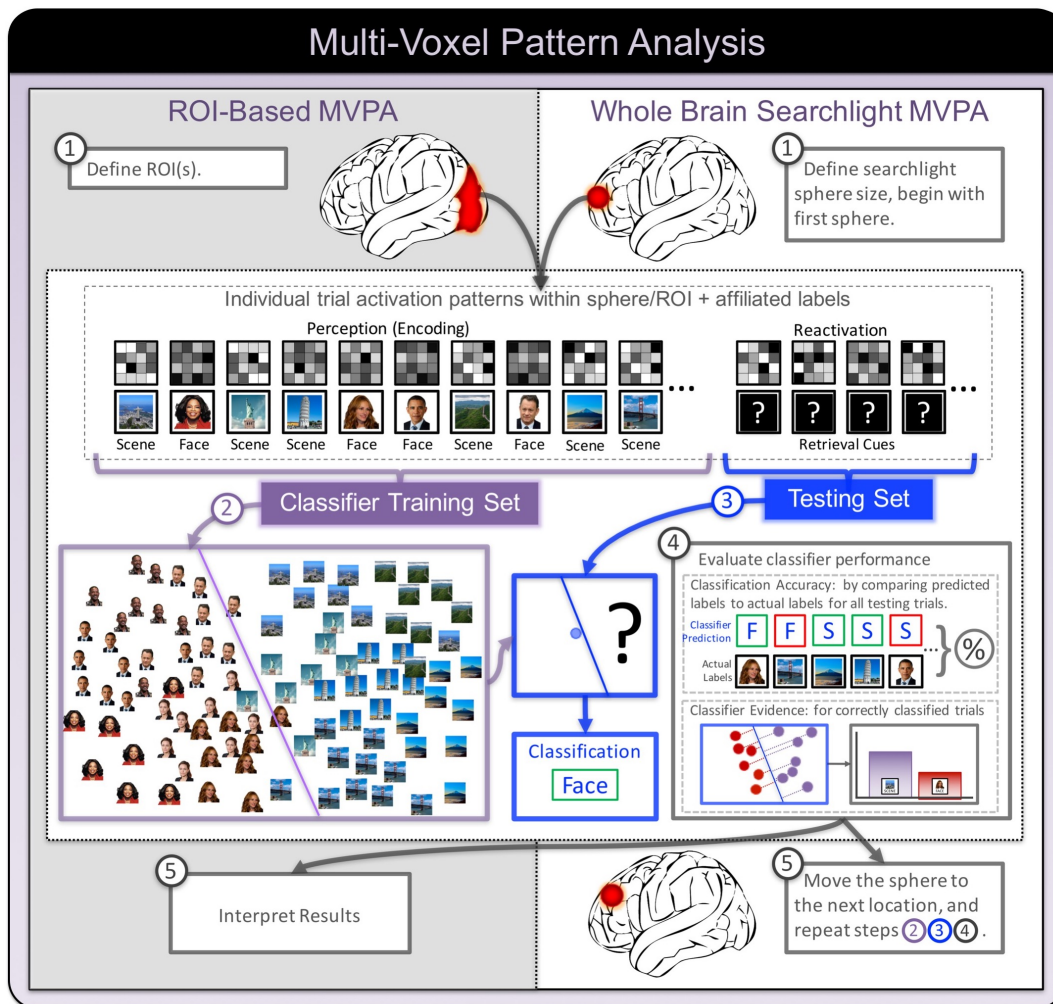 Multi-Voxel Pattern Analysis
ROI-Based MVPA
Whole Brain Searchlight MVPA
1
Define ROI(s).
1
Define searchlight
sphere size, begin with
first sphere.
Individual trial activation patterns within sphere/ROI + affiliated labels
Perception (Encoding)
Reactivation
...
...
? ? ? ?
Scene Face Scene Scene Face Face Scene Face Scene Scene
Retrieval Cues
2
Classifier Training Set
3
Testing Set
?
Classification
Face
4
Evaluate classifier performance
Classification Accuracy: by comparing predicted
labels to actual labels for all testing trials.
Classifier
Prediction
F F S S S
...
%
Actual
Labels
Classifier Evidence: for correctly classified trials
SCENE
FACE
5
Interpret Results
5
Move the sphere to
the next location, and
repeat steps 2 3 4 .